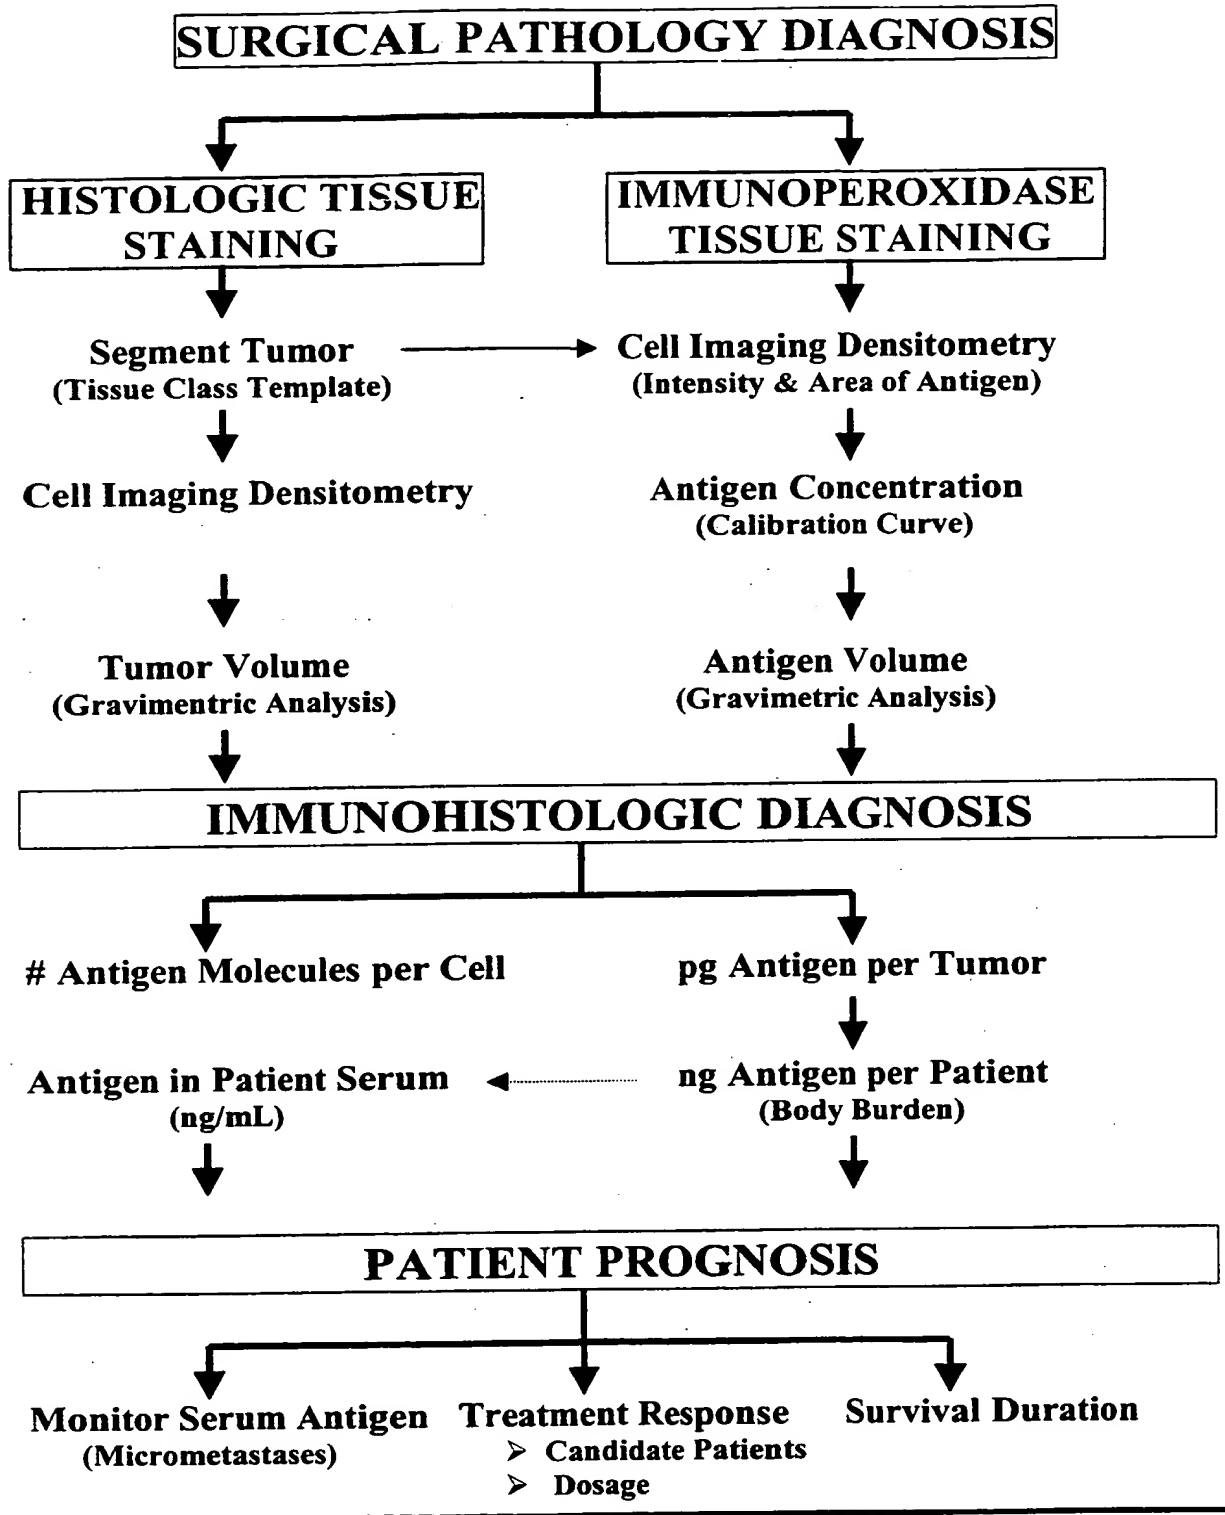 SURGICAL PATHOLOGY DIAGNOSIS
HISTOLOGIC TISSUE
STAINING
IMMUNOPEROXIDASE
TISSUE STAINING
Segment Tumor
(Tissue Class Template)
Cell Imaging Densitometry
(Intensity & Area of Antigen)
Cell Imaging Densitometry
Antigen Concentration
(Calibration Curve)
Tumor Volume
(Gravimentric Analysis)
Antigen Volume
(Gravimetric Analysis)
IMMUNOHISTOLOGIC DIAGNOSIS
# Antigen Molecules per Cell
pg Antigen per Tumor
Antigen in Patient Serum
(ng/mL)
ng Antigen per Patient
(Body Burden)
PATIENT PROGNOSIS
Monitor Serum Antigen
(Micrometastases)
Treatment Response
➢ Candidate Patients
➢ Dosage
Survival Duration